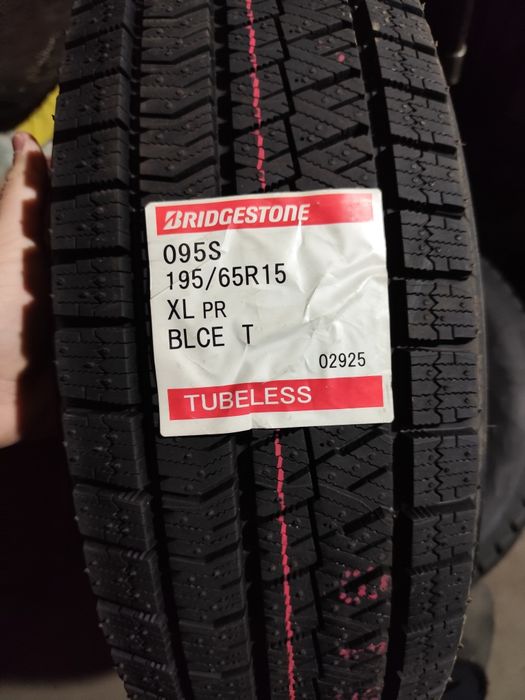 BRIDGESTONE
095S
195/65R15
XL PR
BLCE T
02925
TUBELESS